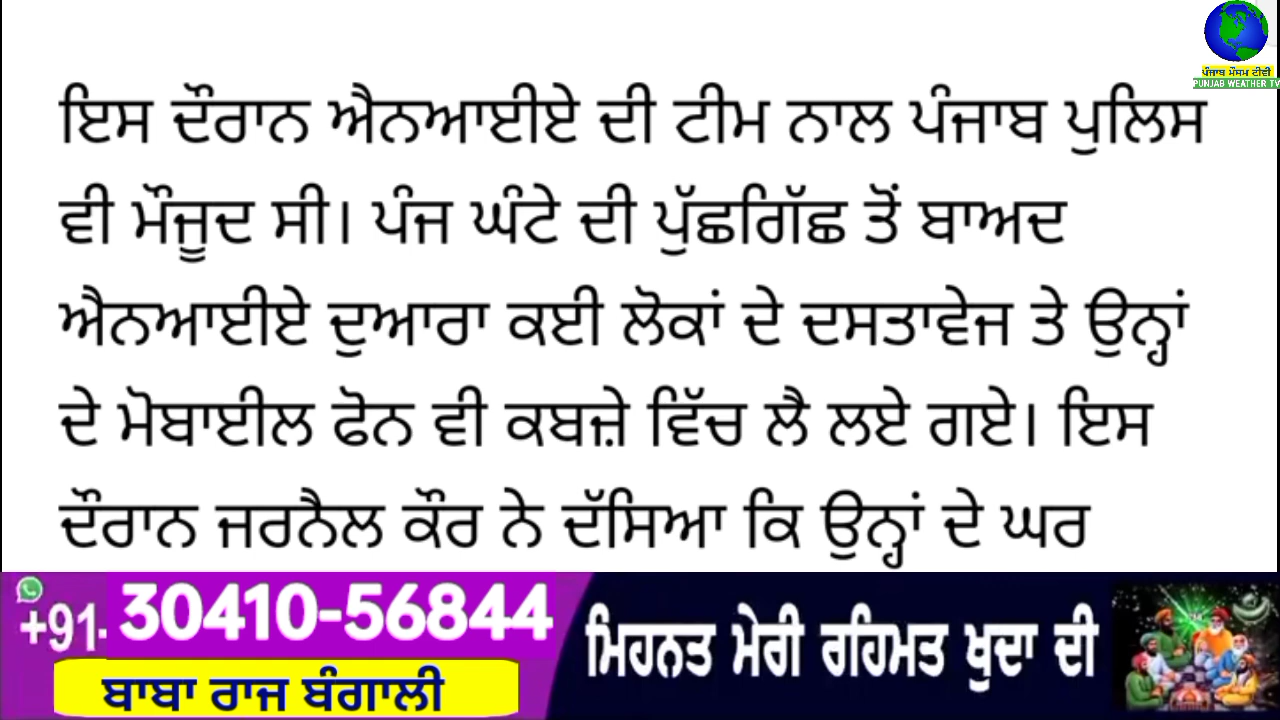 ਪੰਜਾਬ ਮੌਸਮ ਟੀਵੀ
PUNJAB WEATHER TV
ਇਸ ਦੌਰਾਨ ਐਨਆਈਏ ਦੀ ਟੀਮ ਨਾਲ ਪੰਜਾਬ ਪੁਲਿਸ
ਵੀ ਮੌਜੂਦ ਸੀ। ਪੰਜ ਘੰਟੇ ਦੀ ਪੁੱਛਗਿੱਛ ਤੋਂ ਬਾਅਦ
ਐਨਆਈਏ ਦੁਆਰਾ ਕਈ ਲੋਕਾਂ ਦੇ ਦਸਤਾਵੇਜ ਤੇ ਉਨ੍ਹਾਂ
ਦੇ ਮੋਬਾਈਲ ਫੋਨ ਵੀ ਕਬਜ਼ੇ ਵਿੱਚ ਲੈ ਲਏ ਗਏ। ਇਸ
ਦੌਰਾਨ ਜਰਨੈਲ ਕੌਰ ਨੇ ਦੱਸਿਆ ਕਿ ਉਨ੍ਹਾਂ ਦੇ ਘਰ
+91-30410-56844
ਬਾਬਾ ਰਾਜ ਬੰਗਾਲੀ
ਮਿਹਨਤ ਮੇਰੀ ਰਹਿਮਤ ਖੁਦਾ ਦੀ